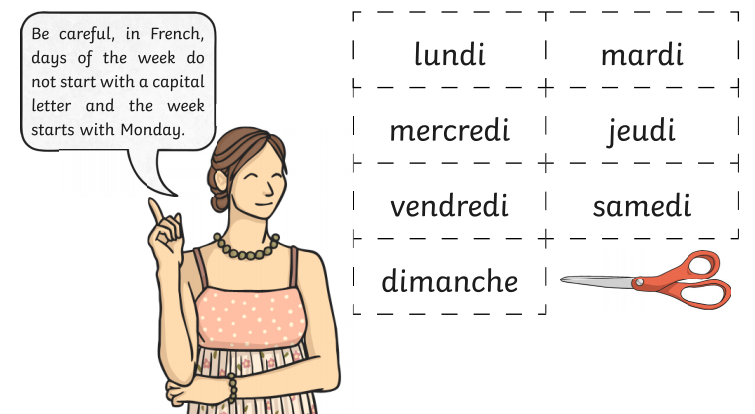 Be careful, in French,
days of the week do
not start with a capital
letter and the week
starts with Monday.
lundi
mardi
mercredi
jeudi
vendredi
samedi
dimanche